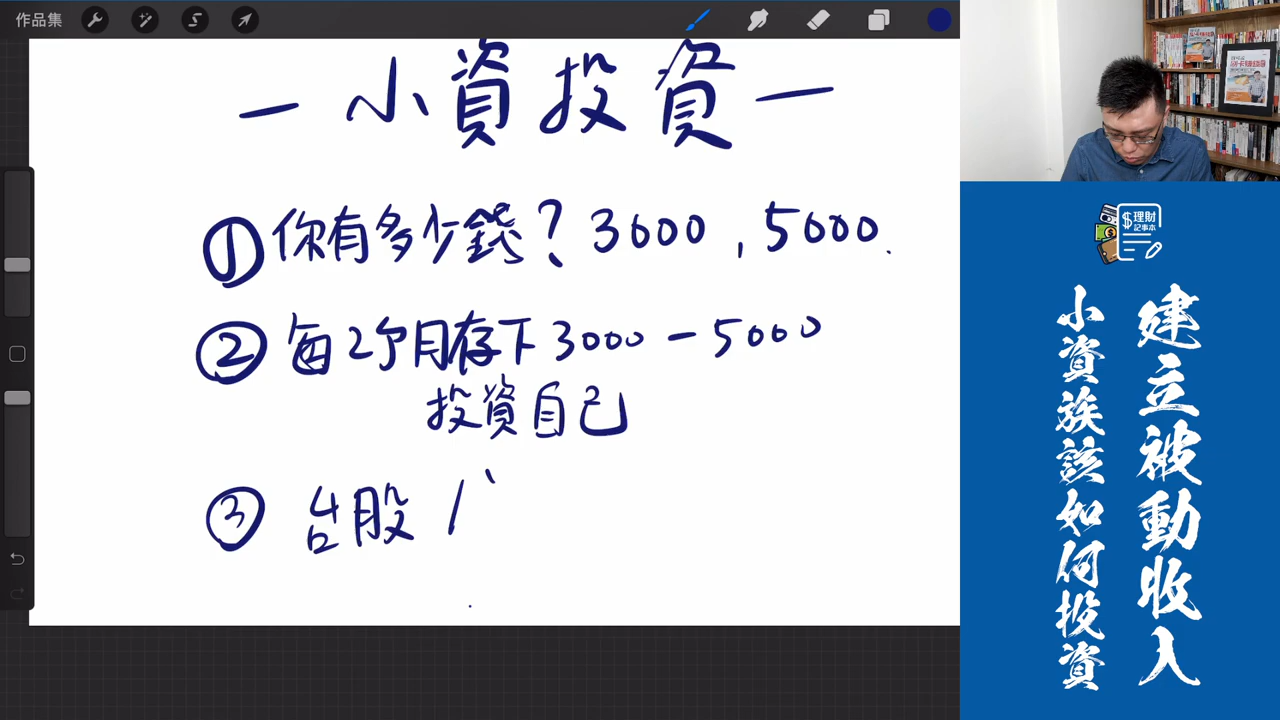 作品集
— 小資投資 —
① 你有多少錢？3000，5000.
② 每2个月存下3000－5000
投資自己
③ 台股 /
$理財
記事本
建立被動收入
小資族該如何投資